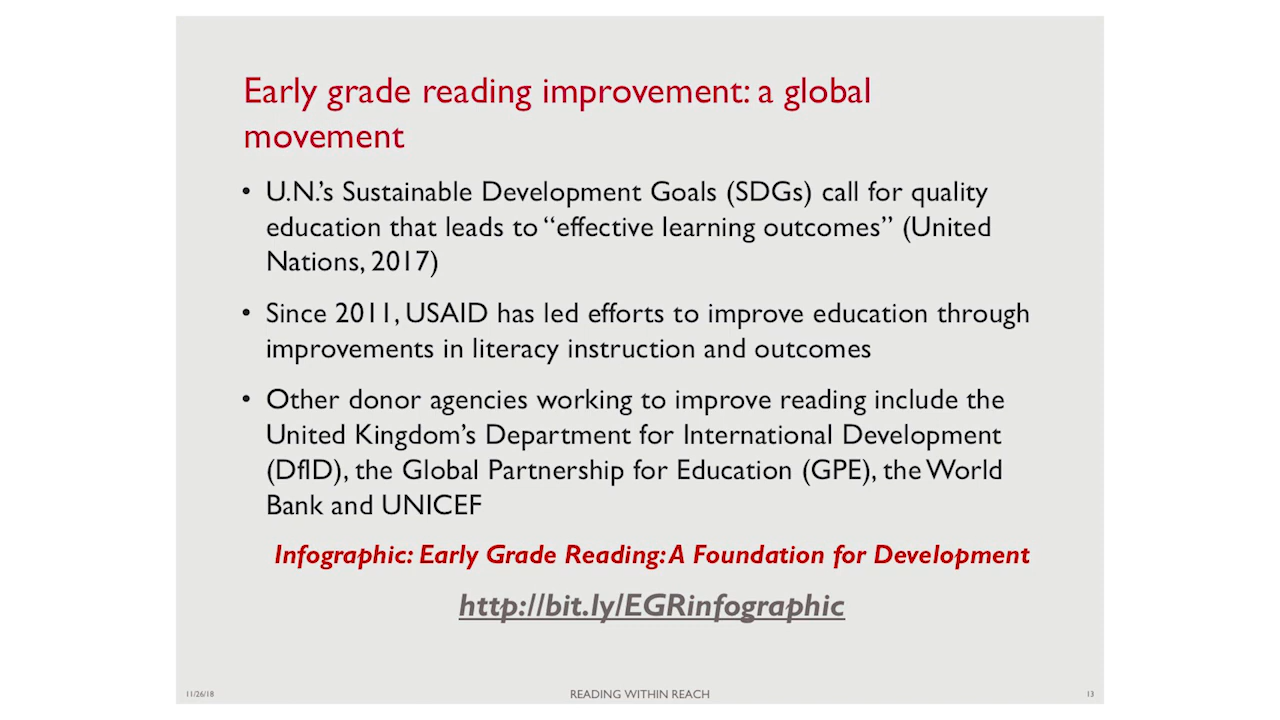 Early grade reading improvement: a global
movement
• U.N.’s Sustainable Development Goals (SDGs) call for quality
education that leads to “effective learning outcomes” (United
Nations, 2017)
• Since 2011, USAID has led efforts to improve education through
improvements in literacy instruction and outcomes
• Other donor agencies working to improve reading include the
United Kingdom’s Department for International Development
(DfID), the Global Partnership for Education (GPE), the World
Bank and UNICEF
Infographic: Early Grade Reading: A Foundation for Development
http://bit.ly/EGRinfographic
11/26/18 READING WITHIN REACH 13